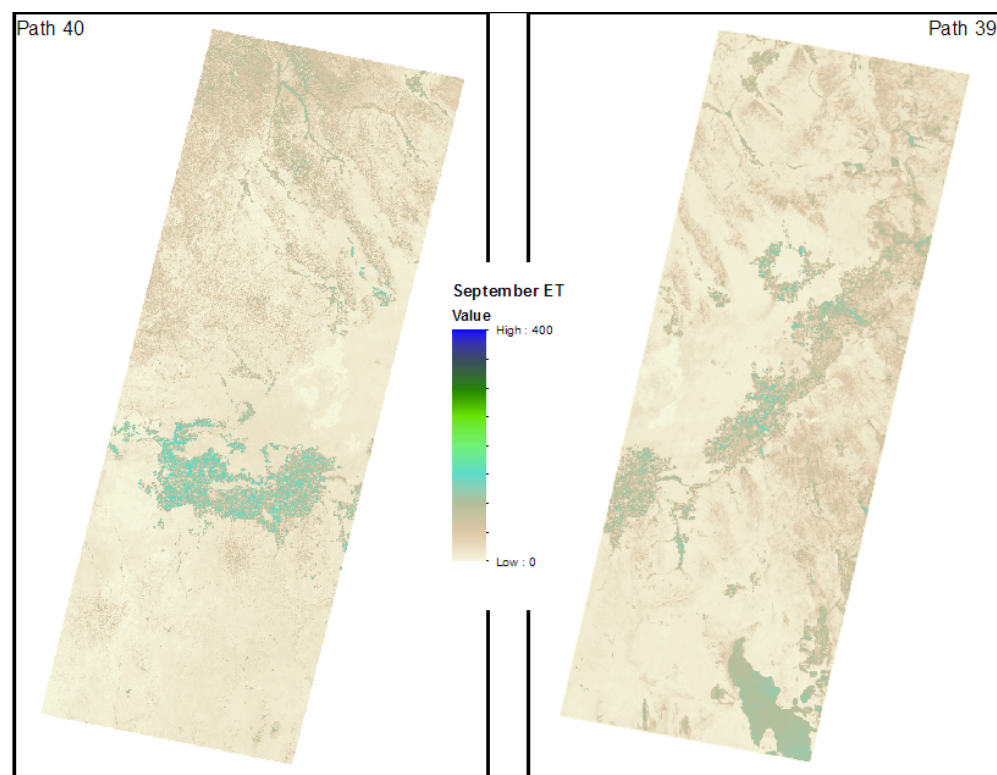 Path 40
Path 39
September ET
Value
High : 400
Low : 0